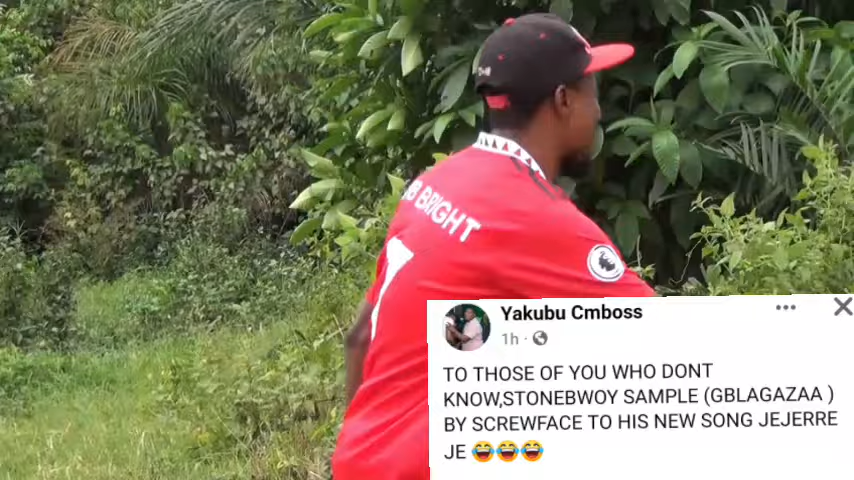 B BRIGHT
7
Yakubu Cmboss
1h ·
TO THOSE OF YOU WHO DONT
KNOW,STONEBWOY SAMPLE (GBLAGAZAA )
BY SCREWFACE TO HIS NEW SONG JEJERRE
JE 😂😂😂